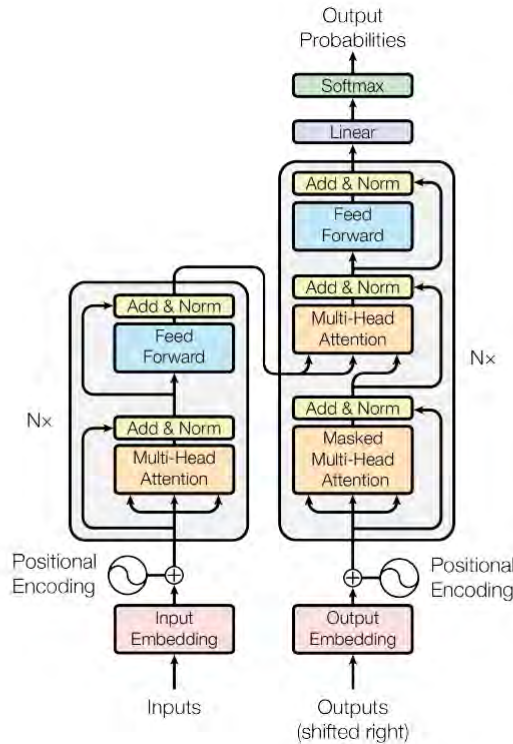 Output
Probabilities
Softmax
Linear
Add & Norm
Feed
Forward
Add & Norm
Multi-Head
Attention
Add & Norm
Masked
Multi-Head
Attention
N×
Add & Norm
Feed
Forward
Add & Norm
Multi-Head
Attention
N×
Positional
Encoding
Positional
Encoding
Input
Embedding
Output
Embedding
Inputs
Outputs
(shifted right)